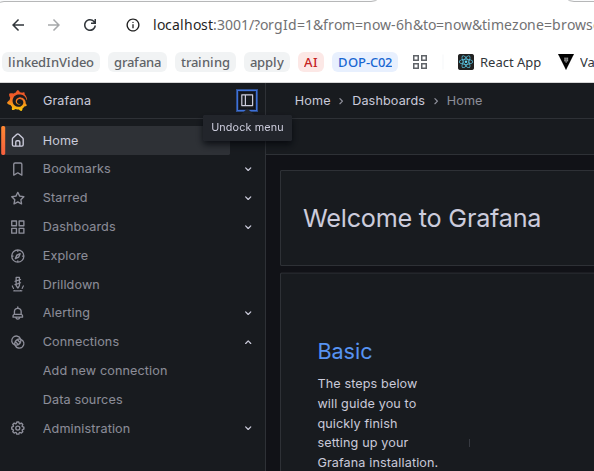 localhost:3001/?orgId=1&from=now-6h&to=now&timezone=brows
linkedInVideo grafana training apply AI DOP-C02 React App Va
Grafana Home › Dashboards › Home
Undock menu
Home
Bookmarks
Starred
Dashboards
Explore
Drilldown
Alerting
Connections
Add new connection
Data sources
Administration
Welcome to Grafana
Basic
The steps below
will guide you to
quickly finish
setting up your
Grafana installation.